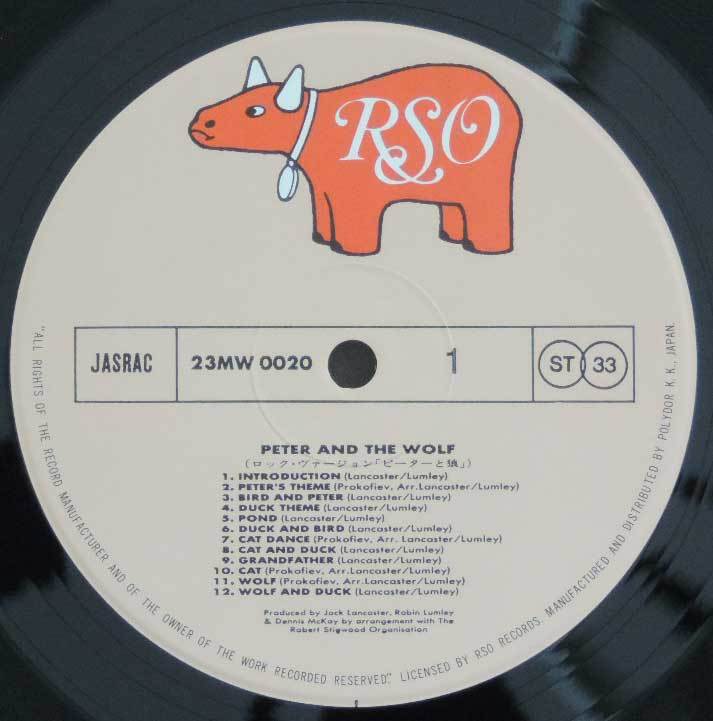 RSO
JASRAC
23MW 0020
1
ST 33
PETER AND THE WOLF
(ロック・ヴァージョン「ピーターと狼」)
1. INTRODUCTION (Lancaster/Lumley)
2. PETER'S THEME (Prokofiev, Arr.Lancaster/Lumley)
3. BIRD AND PETER (Lancaster/Lumley)
4. DUCK THEME (Lancaster/Lumley)
5. POND (Lancaster/Lumley)
6. DUCK AND BIRD (Lancaster/Lumley)
7. CAT DANCE (Prokofiev, Arr. Lancaster/Lumley)
8. CAT AND DUCK (Lancaster/Lumley)
9. GRANDFATHER (Lancaster/Lumley)
10. CAT (Prokofiev, Arr. Lancaster/Lumley)
11. WOLF (Prokofiev, Arr.Lancaster/Lumley)
12. WOLF AND DUCK (Lancaster/Lumley)
Produced by Jack Lancaster, Robin Lumley
& Dennis McKay by arrangement with The
Robert Stigwood Organisation
"ALL RIGHTS OF THE RECORD MANUFACTURER AND OF THE OWNER OF THE WORK RECORDED RESERVED". LICENSED BY RSO RECORDS. MANUFACTURED AND DISTRIBUTED BY POLYDOR K.K., JAPAN.